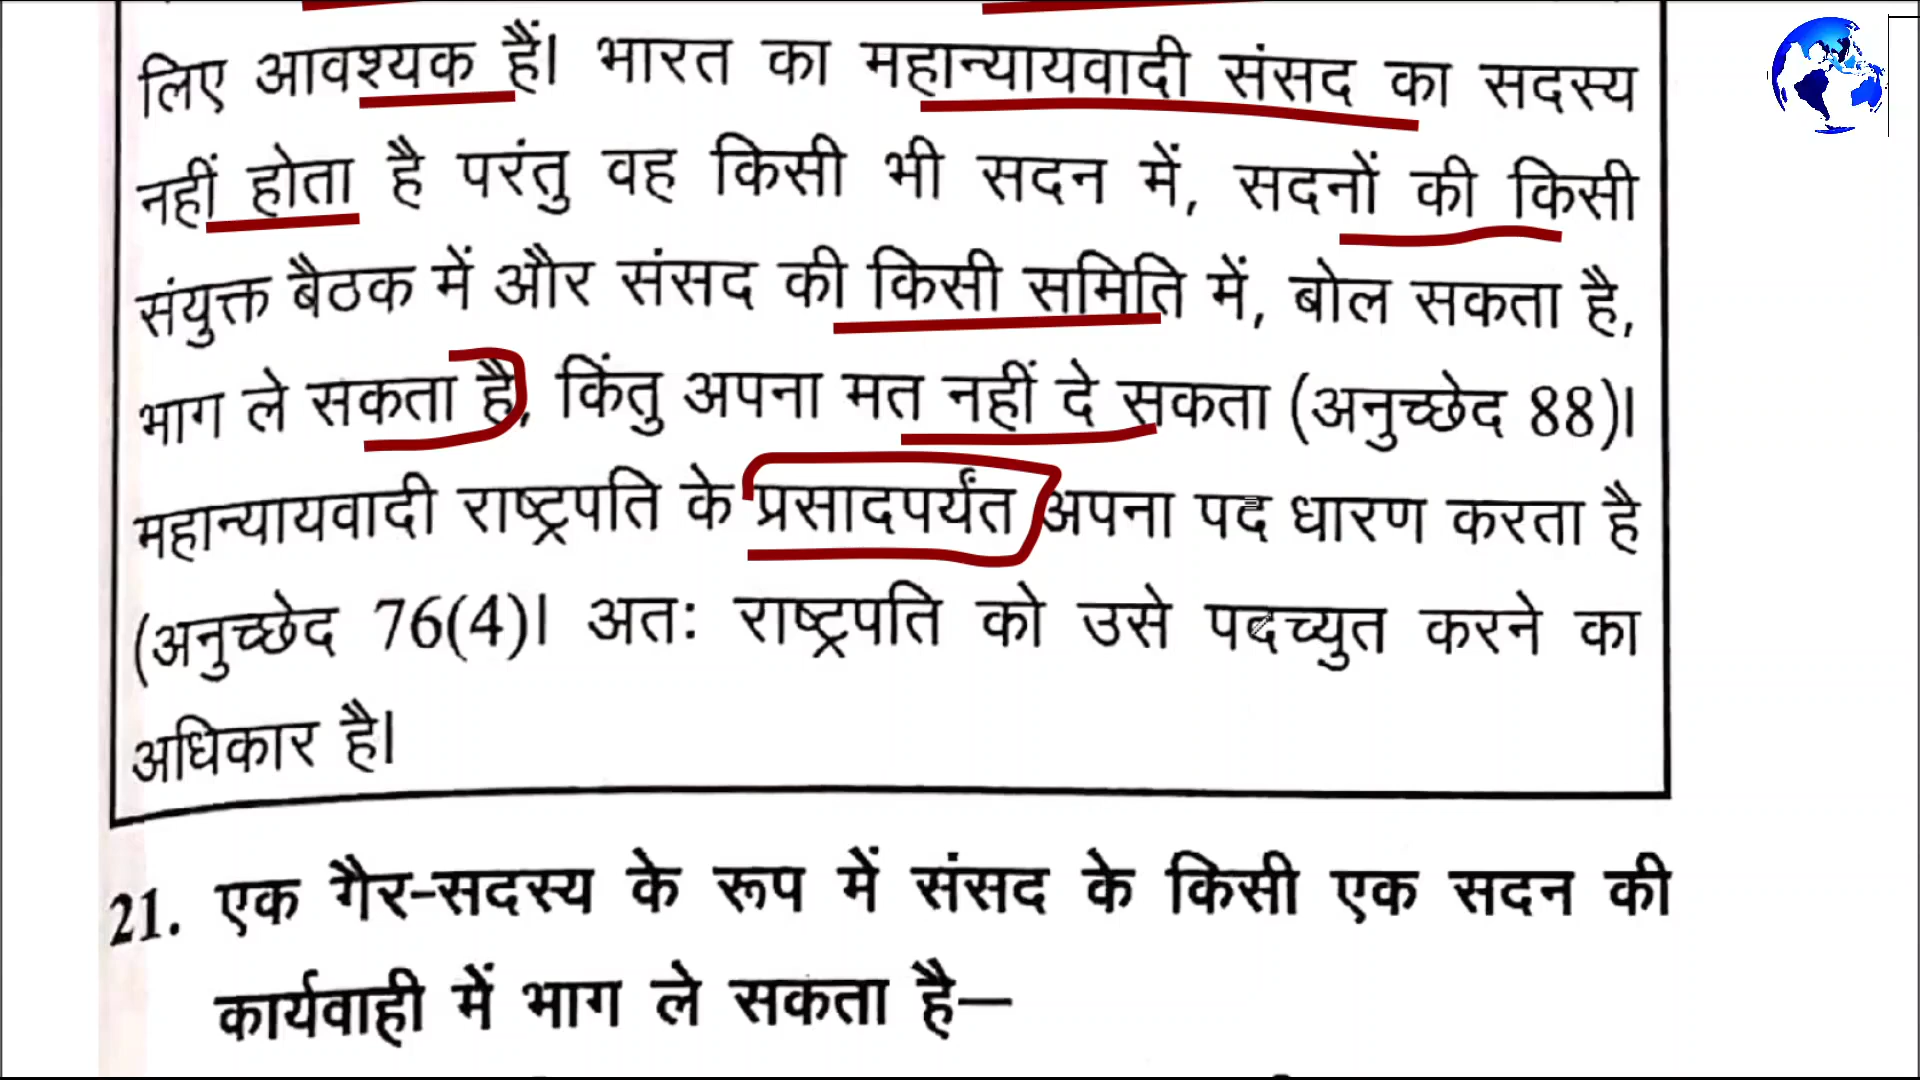 लिए आवश्यक हैं। भारत का महान्यायवादी संसद का सदस्य
नहीं होता है परंतु वह किसी भी सदन में, सदनों की किसी
संयुक्त बैठक में और संसद की किसी समिति में, बोल सकता है,
भाग ले सकता है, किंतु अपना मत नहीं दे सकता (अनुच्छेद 88)।
महान्यायवादी राष्ट्रपति के प्रसादपर्यंत अपना पद धारण करता है
(अनुच्छेद 76(4)। अतः राष्ट्रपति को उसे पदच्युत करने का
अधिकार है।
21. एक गैर-सदस्य के रूप में संसद के किसी एक सदन की
कार्यवाही में भाग ले सकता है—